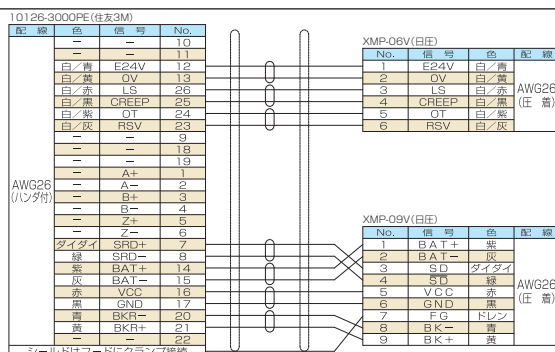 10126-3000PE(住友3M)
配 線 色 信 号 No.
— — 10
— — 11
白/青 E24V 12
白/黄 0V 13
白/赤 LS 26
白/黒 CREEP 25
白/紫 OT 24
白/灰 RSV 23
— — 9
— — 18
— — 19
— A+ 1
AWG26
(ハンダ付)
— A− 2
— B+ 3
— B− 4
— Z+ 5
— Z− 6
ダイダイ SRD+ 7
緑 SRD− 8
紫 BAT+ 14
灰 BAT− 15
赤 VCC 16
黒 GND 17
青 BKR− 20
黄 BKR+ 21
— — 22
シールドはフードにクランプ接続
XMP-06V(日圧)
No. 信 号 色 配 線
1 E24V 白/青
2 0V 白/黄
3 LS 白/赤
4 CREEP 白/黒
5 OT 白/紫
6 RSV 白/灰
AWG26
(圧 着)
XMP-09V(日圧)
No. 信 号 色 配 線
1 BAT+ 紫
2 BAT− 灰
3 SD ダイダイ
4 SD 緑
5 VCC 赤
6 GND 黒
7 FG ドレン
8 BK− 青
9 BK+ 黄
AWG26
(圧 着)